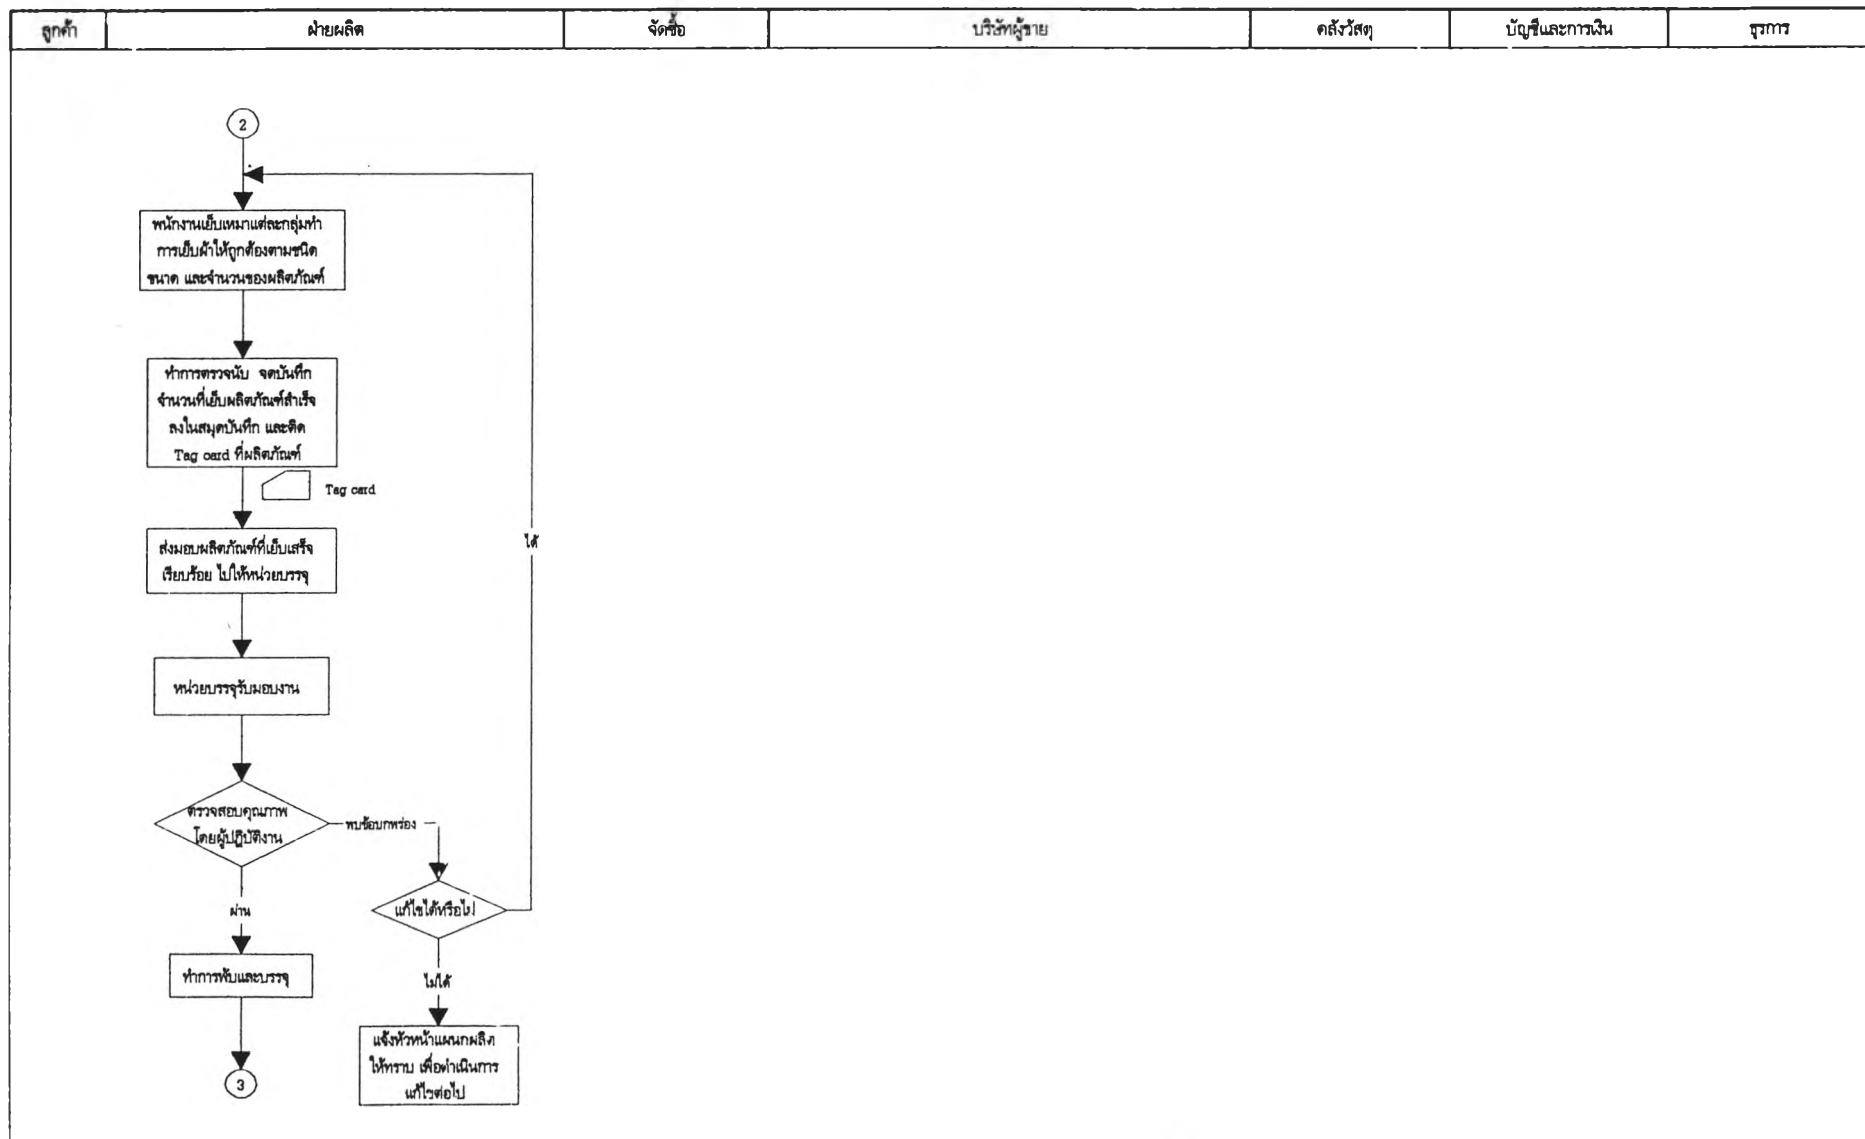 ลูกค้า
ฝ่ายผลิต
จัดซื้อ
บริษัทผู้ขาย
คลังวัสดุ
บัญชีและการเงิน
ธุรการ
2
พนักงานเย็บเหมาแต่ละกลุ่มทำ
การเย็บผ้าให้ถูกต้องตามชนิด
ขนาด และจำนวนของผลิตภัณฑ์
ทำการตรวจนับ จดบันทึก
จำนวนที่เย็บผลิตภัณฑ์สำเร็จ
ลงในสมุดบันทึก และติด
Tag card ที่ผลิตภัณฑ์
Tag card
ส่งมอบผลิตภัณฑ์ที่เย็บเสร็จ
เรียบร้อย ไปให้หน่วยบรรจุ
ได้
หน่วยบรรจุรับมอบงาน
ตรวจสอบคุณภาพ
โดยผู้ปฏิบัติงาน
พบข้อบกพร่อง
แก้ไขได้หรือไม่
ผ่าน
ทำการพับและบรรจุ
ไม่ได้
แจ้งหัวหน้าแผนกผลิต
ให้ทราบ เพื่อดำเนินการ
แก้ไขต่อไป
3